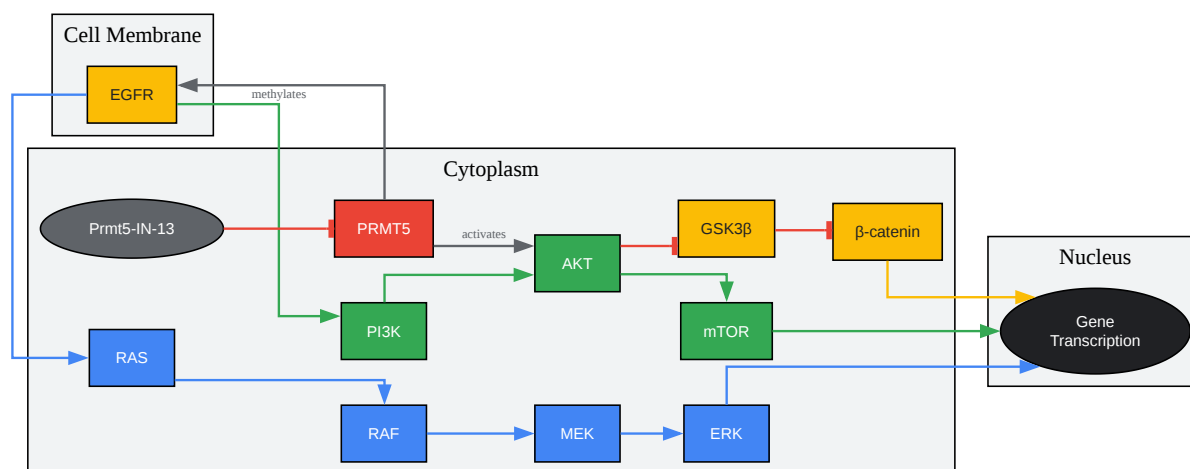 Cell Membrane
EGFR
methylates
Cytoplasm
Prmt5-IN-13
PRMT5
activates
AKT
GSK3β
β-catenin
Nucleus
Gene
Transcription
PI3K
mTOR
RAS
RAF
MEK
ERK